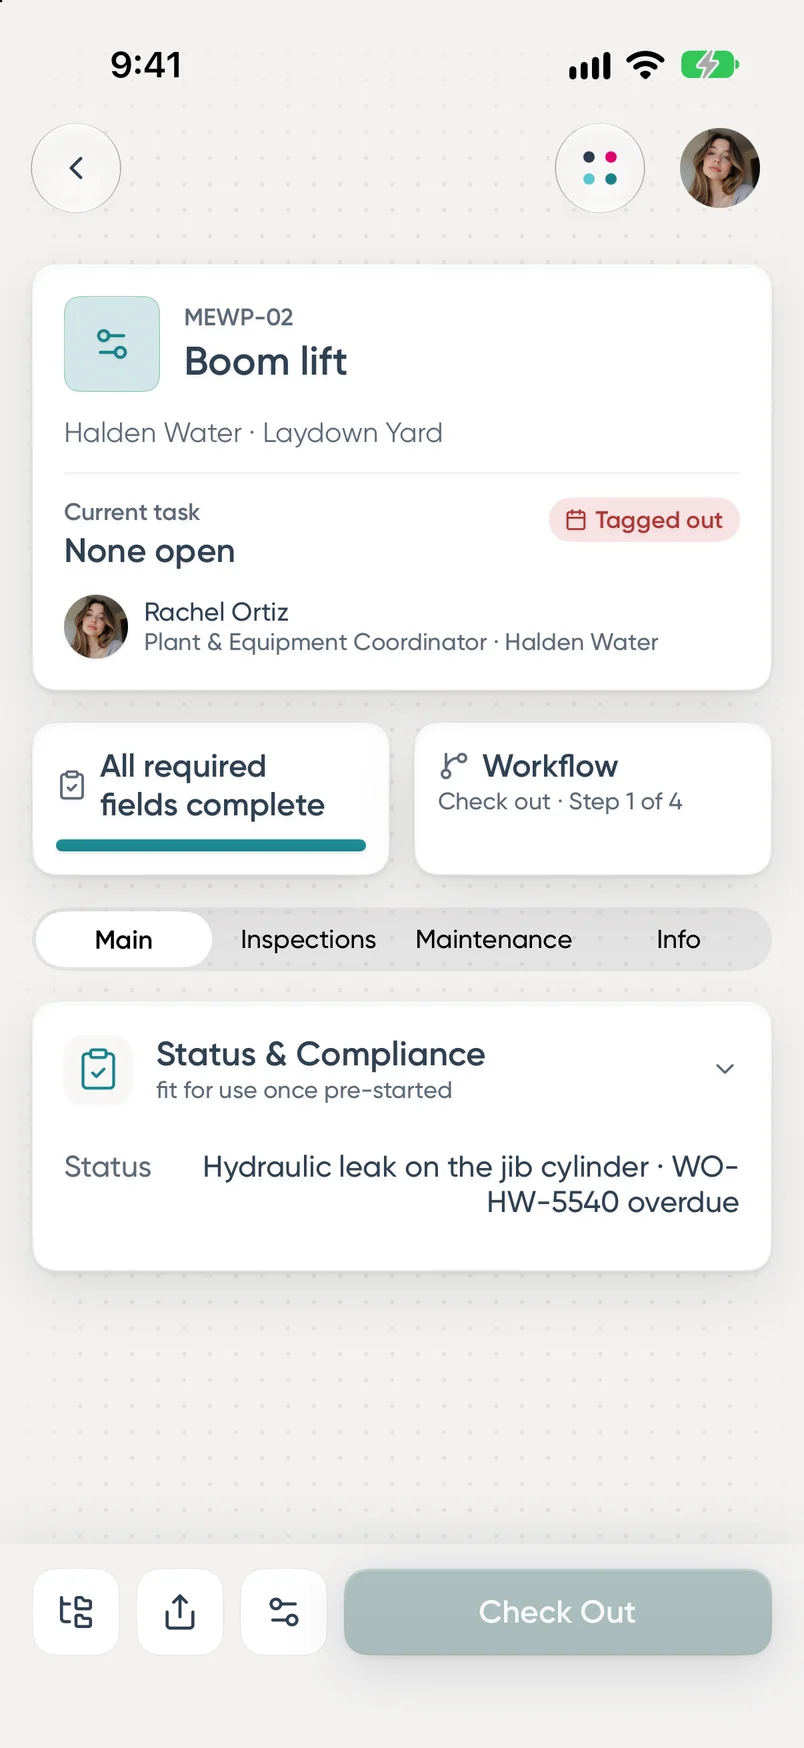 9:41
MEWP-02
Boom lift
Halden Water · Laydown Yard
Current task
Tagged out
None open
Rachel Ortiz
Plant & Equipment Coordinator · Halden Water
All required
fields complete
Workflow
Check out · Step 1 of 4
Main
Inspections
Maintenance
Info
Status & Compliance
fit for use once pre-started
Status
Hydraulic leak on the jib cylinder · WO-
HW-5540 overdue
Check Out